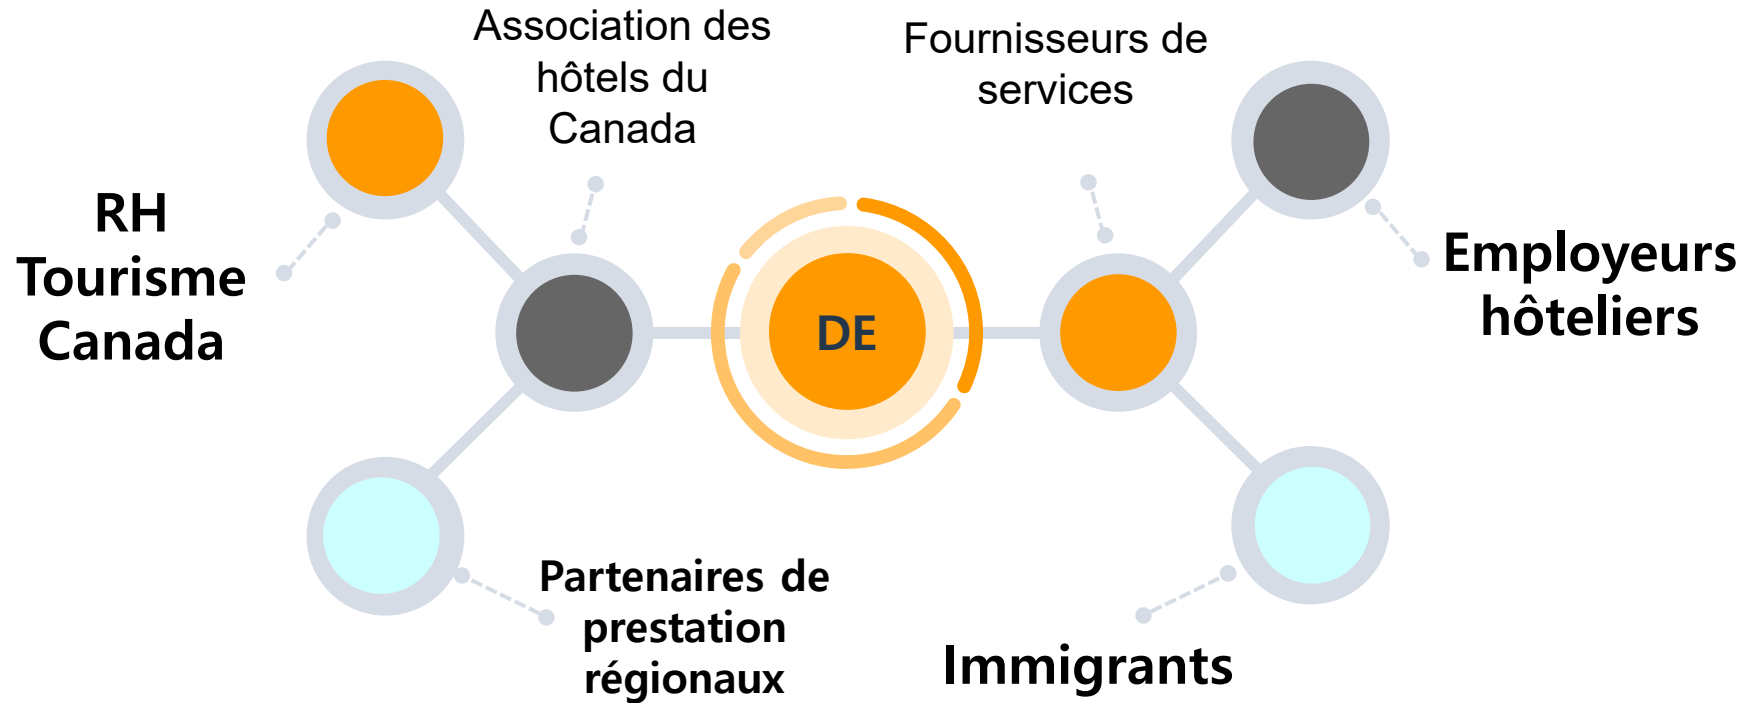 Association des
hôtels du
Canada
Fournisseurs de
services
RH
Tourisme
Canada
DE
Employeurs
hôteliers
Partenaires de
prestation
régionaux
Immigrants